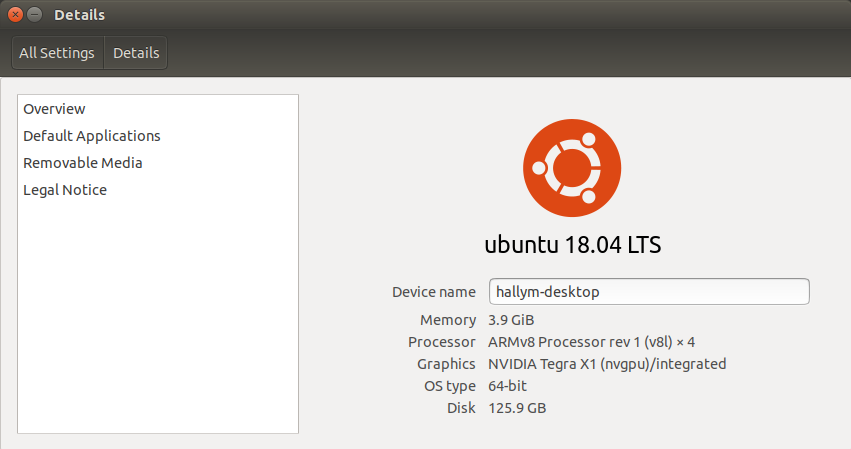 Details
All Settings Details
Overview
Default Applications
Removable Media
Legal Notice
ubuntu 18.04 LTS
Device name hallym-desktop
Memory 3.9 GiB
Processor ARMv8 Processor rev 1 (v8l) × 4
Graphics NVIDIA Tegra X1 (nvgpu)/integrated
OS type 64-bit
Disk 125.9 GB